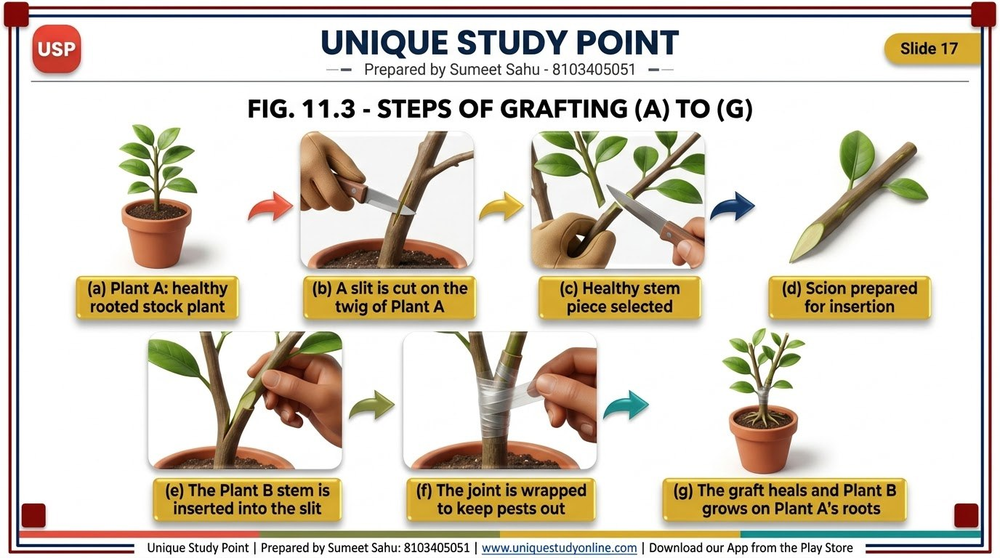 USP
UNIQUE STUDY POINT
Prepared by Sumeet Sahu - 8103405051
Slide 17
FIG. 11.3 - STEPS OF GRAFTING (A) TO (G)
(a) Plant A: healthy
rooted stock plant
(b) A slit is cut on the
twig of Plant A
(c) Healthy stem
piece selected
(d) Scion prepared
for insertion
(e) The Plant B stem is
inserted into the slit
(f) The joint is wrapped
to keep pests out
(g) The graft heals and Plant B
grows on Plant A's roots
Unique Study Point | Prepared by Sumeet Sahu: 8103405051 | www.uniquestudyonline.com | Download our App from the Play Store